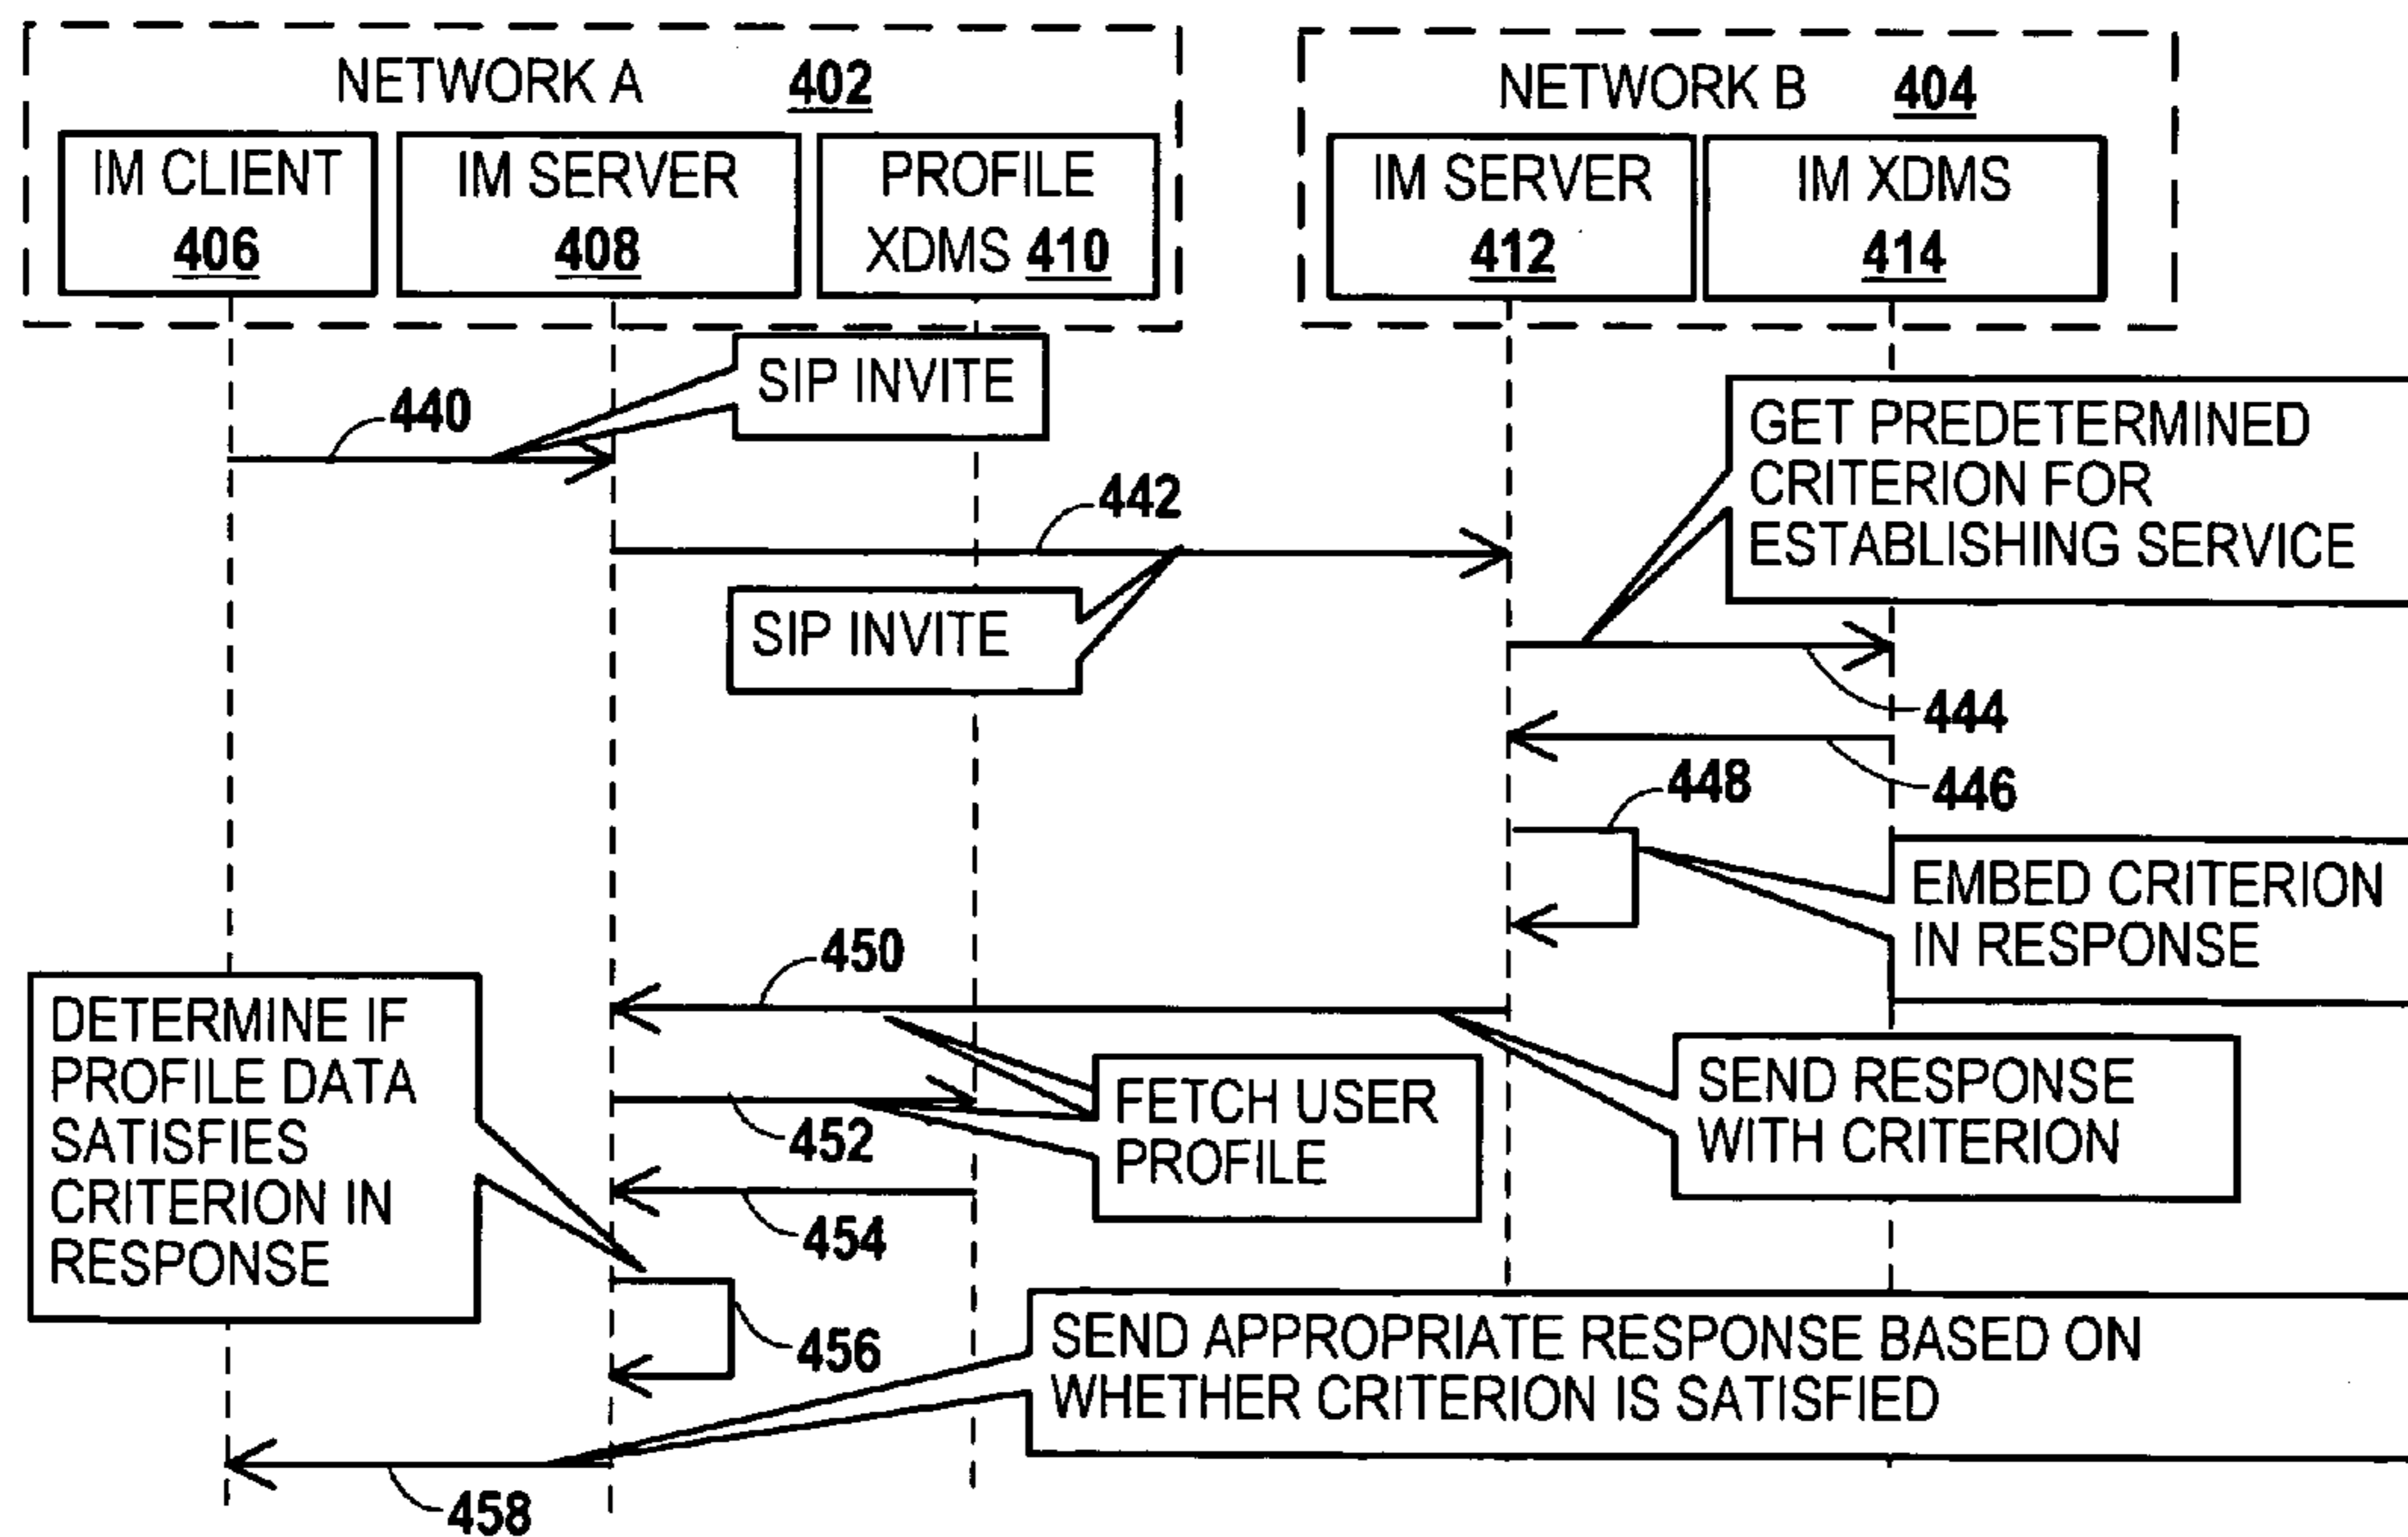 NETWORK A 402
IM CLIENT
406
IM SERVER
408
PROFILE
XDMS 410
NETWORK B 404
IM SERVER
412
IM XDMS
414
SIP INVITE
440
GET PREDETERMINED
CRITERION FOR
ESTABLISHING SERVICE
442
SIP INVITE
444
446
448
EMBED CRITERION
IN RESPONSE
450
DETERMINE IF
PROFILE DATA
SATISFIES
CRITERION IN
RESPONSE
SEND RESPONSE
WITH CRITERION
FETCH USER
PROFILE
452
454
456
SEND APPROPRIATE RESPONSE BASED ON
WHETHER CRITERION IS SATISFIED
458